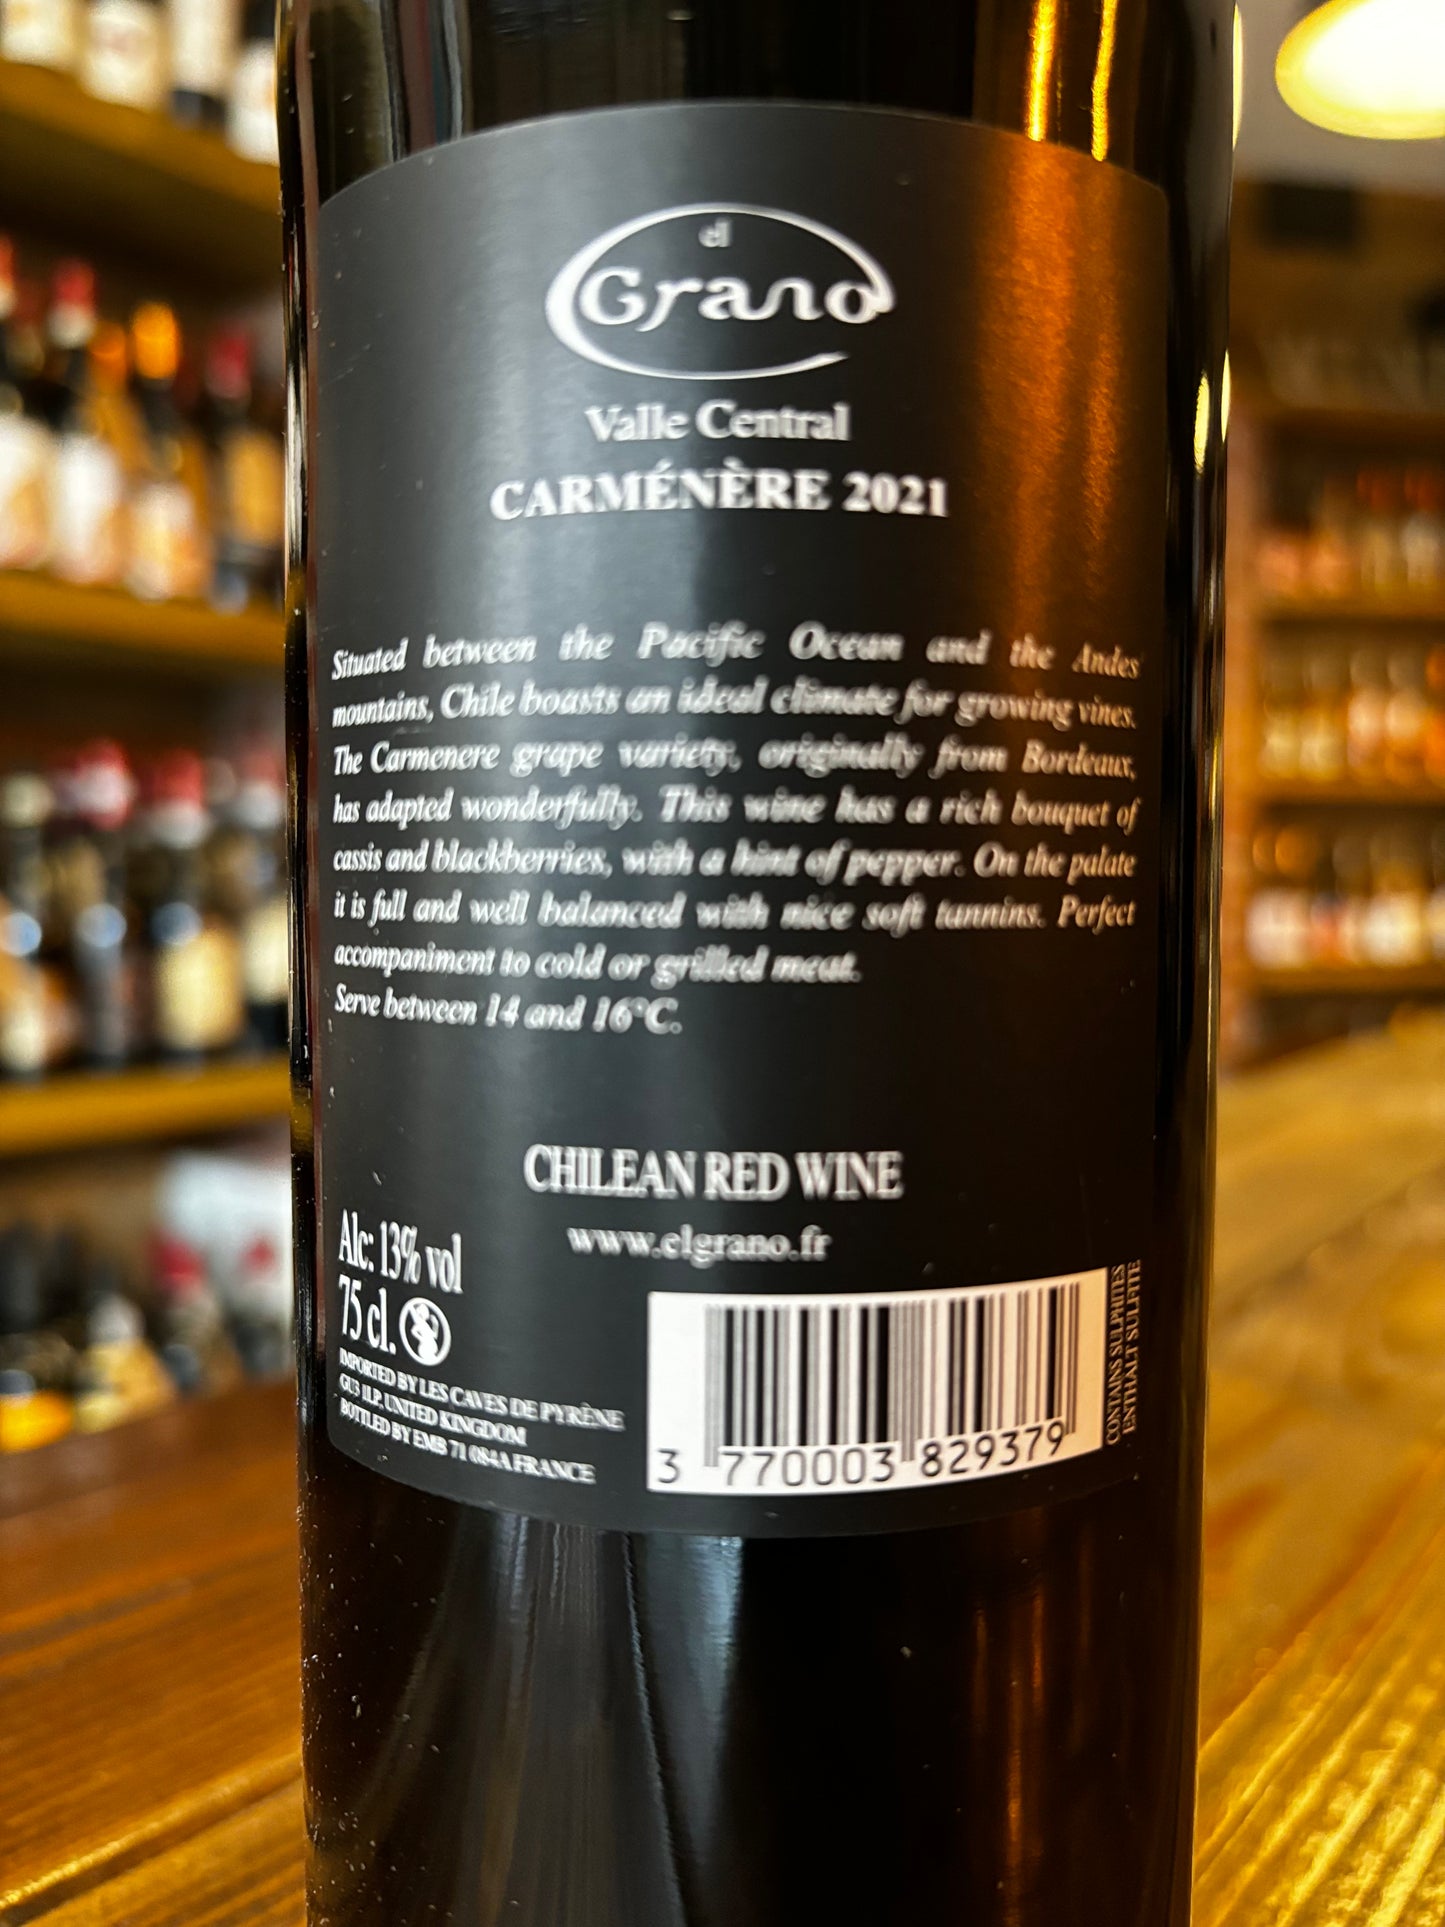 el
Grano
Valle Central
CARMÉNÈRE 2021
Situated between the Pacific Ocean and the Andes
mountains, Chile boasts an ideal climate for growing vines.
The Carmenere grape variety, originally from Bordeaux,
has adapted wonderfully. This wine has a rich bouquet of
cassis and blackberries, with a hint of pepper. On the palate
it is full and well balanced with nice soft tannins. Perfect
accompaniment to cold or grilled meat.
Serve between 14 and 16°C.
CHILEAN RED WINE
www.elgrano.fr
Alc: 13% vol
75 cl.
IMPORTED BY LES CAVES DE PYRÈNE
GU3 1LP, UNITED KINGDOM
BOTTLED BY EMB 71 084A FRANCE
3 770003 829379
CONTAINS SULPHITES
ENTHALT SULFITE